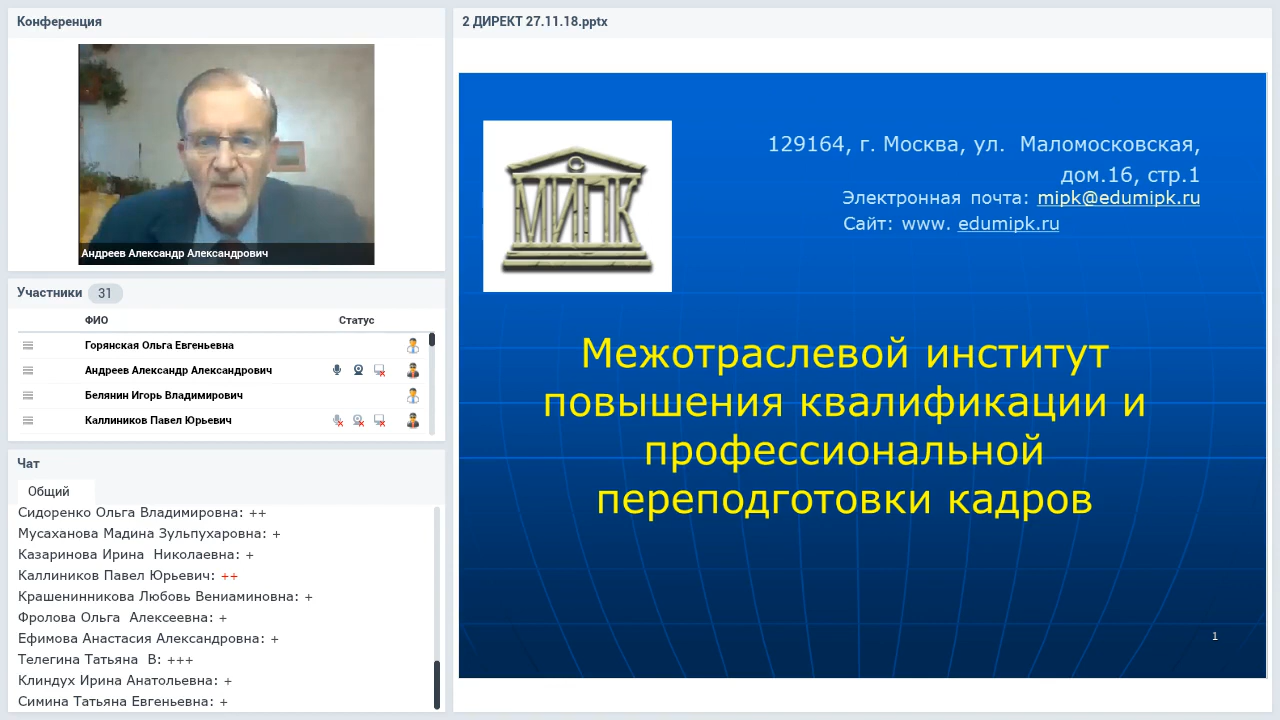 Конференция
Андреев Александр Александрович
Участники 31
ФИО Статус
Горянская Ольга Евгеньевна
Андреев Александр Александрович
Белянин Игорь Владимирович
Каллиников Павел Юрьевич
Чат
Общий
Сидоренко Ольга Владимировна: ++
Мусаханова Мадина Зульпухаровна: +
Казаринова Ирина  Николаевна: +
Каллиников Павел Юрьевич: ++
Крашенинникова Любовь Вениаминовна: +
Фролова Ольга  Алексеевна: +
Ефимова Анастасия Александровна: +
Телегина Татьяна  В: +++
Клиндух Ирина Анатольевна: +
Симина Татьяна Евгеньевна: +
2 ДИРЕКТ 27.11.18.pptx
МИПК
129164, г. Москва, ул.  Маломосковская,
дом.16, стр.1
Электронная почта: mipk@edumipk.ru
Сайт: www. edumipk.ru
Межотраслевой институт
повышения квалификации и
профессиональной
переподготовки кадров
1